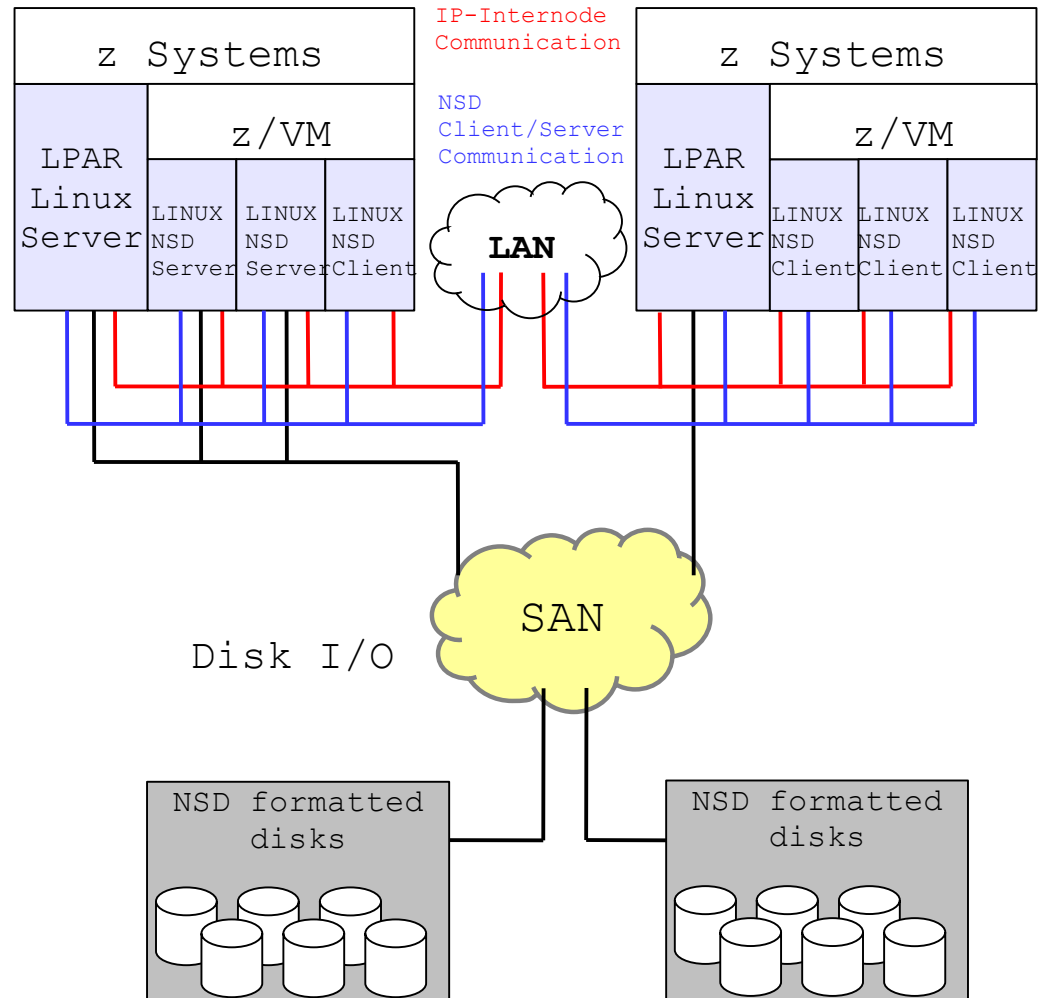 IP-Internode
Communication
z Systems
z Systems
NSD
Client/Server
Communication
z/VM
z/VM
LPAR
Linux
Server
LINUX
NSD
Server
LINUX
NSD
Server
LINUX
NSD
Client
LAN
LPAR
Linux
Server
LINUX
NSD
Client
LINUX
NSD
Client
LINUX
NSD
Client
SAN
Disk I/O
NSD formatted
disks
NSD formatted
disks